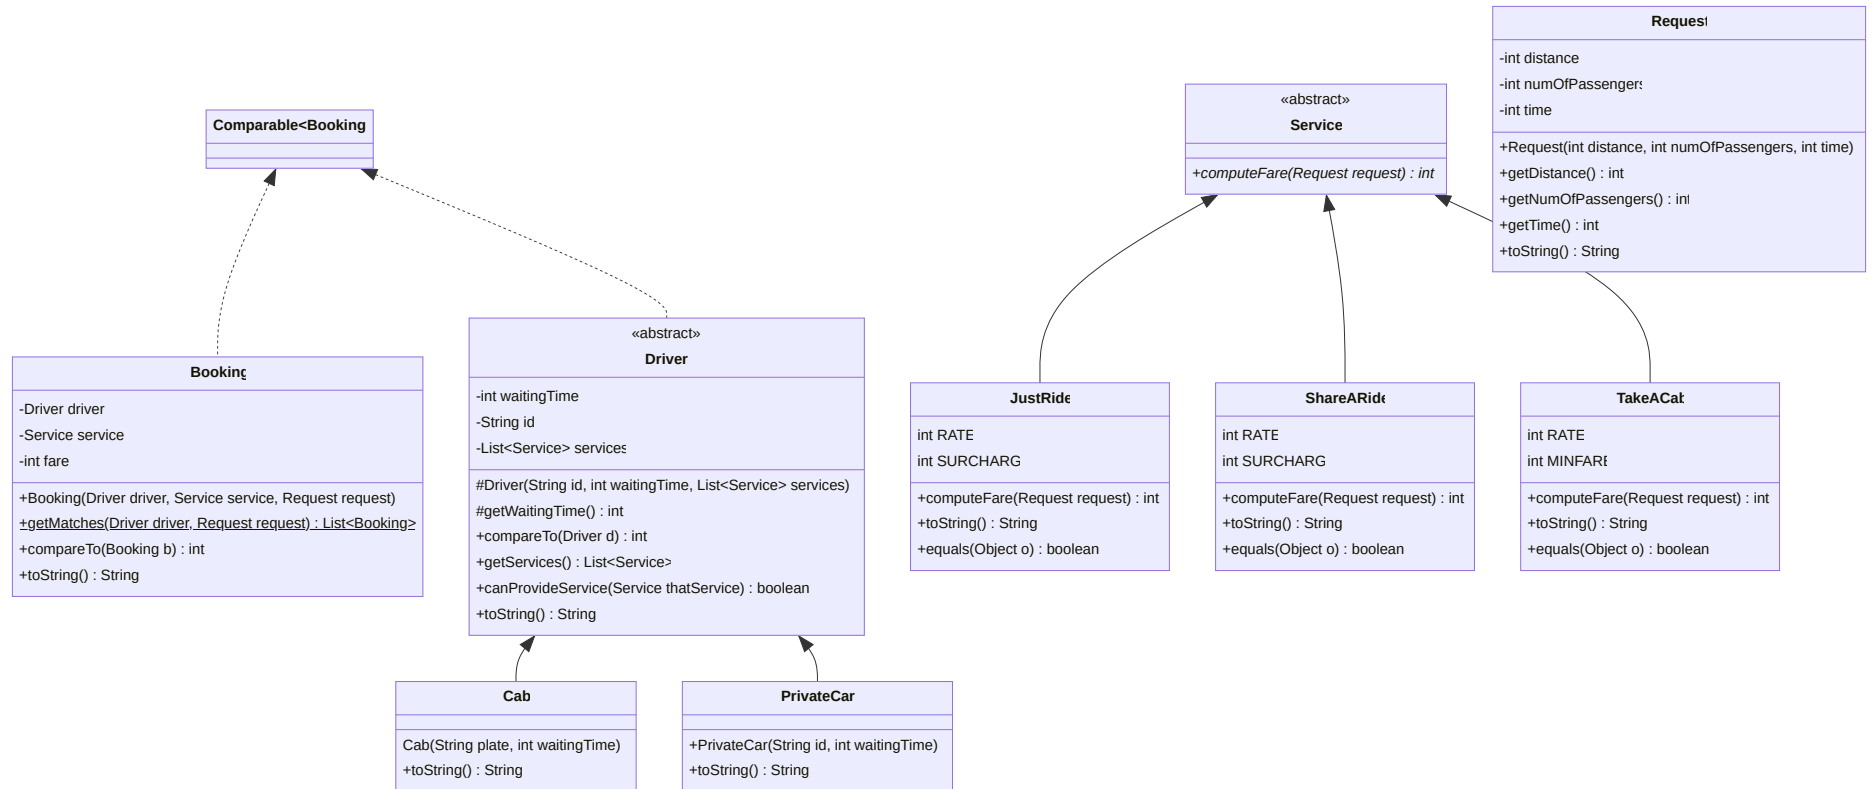 Comparable<Booking
Booking
-Driver driver
-Service service
-int fare
+Booking(Driver driver, Service service, Request request)
+getMatches(Driver driver, Request request) : List<Booking>
+compareTo(Booking b) : int
+toString() : String
«abstract»
Driver
-int waitingTime
-String id
-List<Service> services
#Driver(String id, int waitingTime, List<Service> services)
#getWaitingTime() : int
+compareTo(Driver d) : int
+getServices() : List<Service>
+canProvideService(Service thatService) : boolean
+toString() : String
Cab
Cab(String plate, int waitingTime)
+toString() : String
PrivateCar
+PrivateCar(String id, int waitingTime)
+toString() : String
«abstract»
Service
+computeFare(Request request) : int
JustRide
int RATE
int SURCHARG
+computeFare(Request request) : int
+toString() : String
+equals(Object o) : boolean
ShareARide
int RATE
int SURCHARG
+computeFare(Request request) : int
+toString() : String
+equals(Object o) : boolean
TakeACab
int RATE
int MINFARE
+computeFare(Request request) : int
+toString() : String
+equals(Object o) : boolean
Request
-int distance
-int numOfPassengers
-int time
+Request(int distance, int numOfPassengers, int time)
+getDistance() : int
+getNumOfPassengers() : int
+getTime() : int
+toString() : String